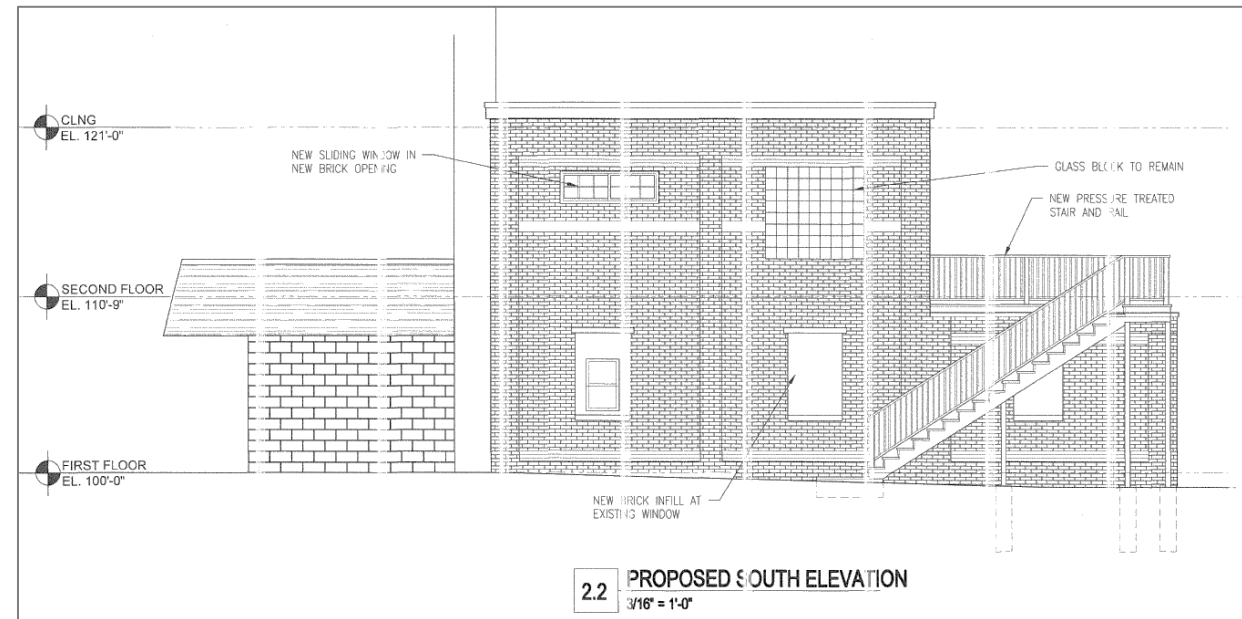 CLNG
EL. 121'-0"
NEW SLIDING WINDOW IN
NEW BRICK OPENING
GLASS BLOCK TO REMAIN
NEW PRESSURE TREATED
STAIR AND RAIL
SECOND FLOOR
EL. 110'-9"
FIRST FLOOR
EL. 100'-0"
NEW BRICK INFILL AT
EXISTING WINDOW
2.2 PROPOSED SOUTH ELEVATION
3/16" = 1'-0"